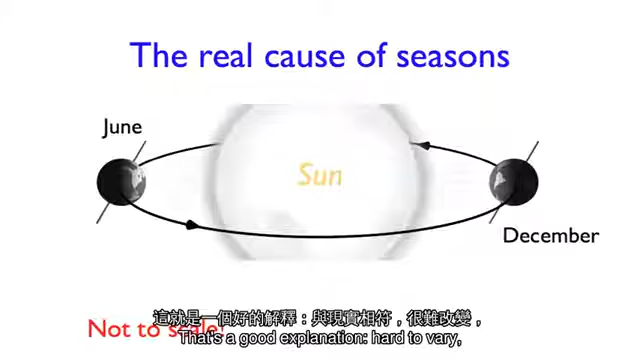 The real cause of seasons
June
Sun
December
Not to scale!
這就是一個好的解釋：與現實相符，很難改變，
That's a good explanation: hard to vary,